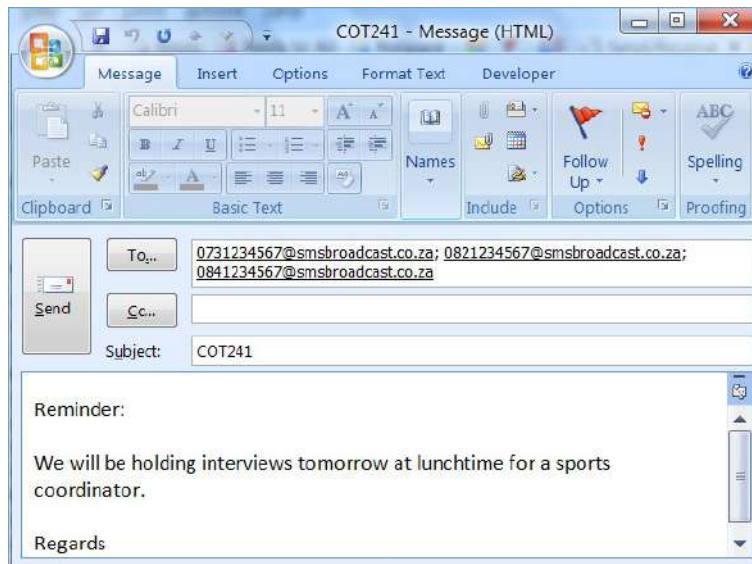 COT241 - Message (HTML)
Message Insert Options Format Text Developer
Calibri 11 A A
Paste B I U Names Follow Up ABC Spelling
ab A
Clipboard Basic Text Include Options Proofing
To... 0731234567@smsbroadcast.co.za; 0821234567@smsbroadcast.co.za;
0841234567@smsbroadcast.co.za
Send Cc...
Subject: COT241
Reminder:
We will be holding interviews tomorrow at lunchtime for a sports
coordinator.
Regards